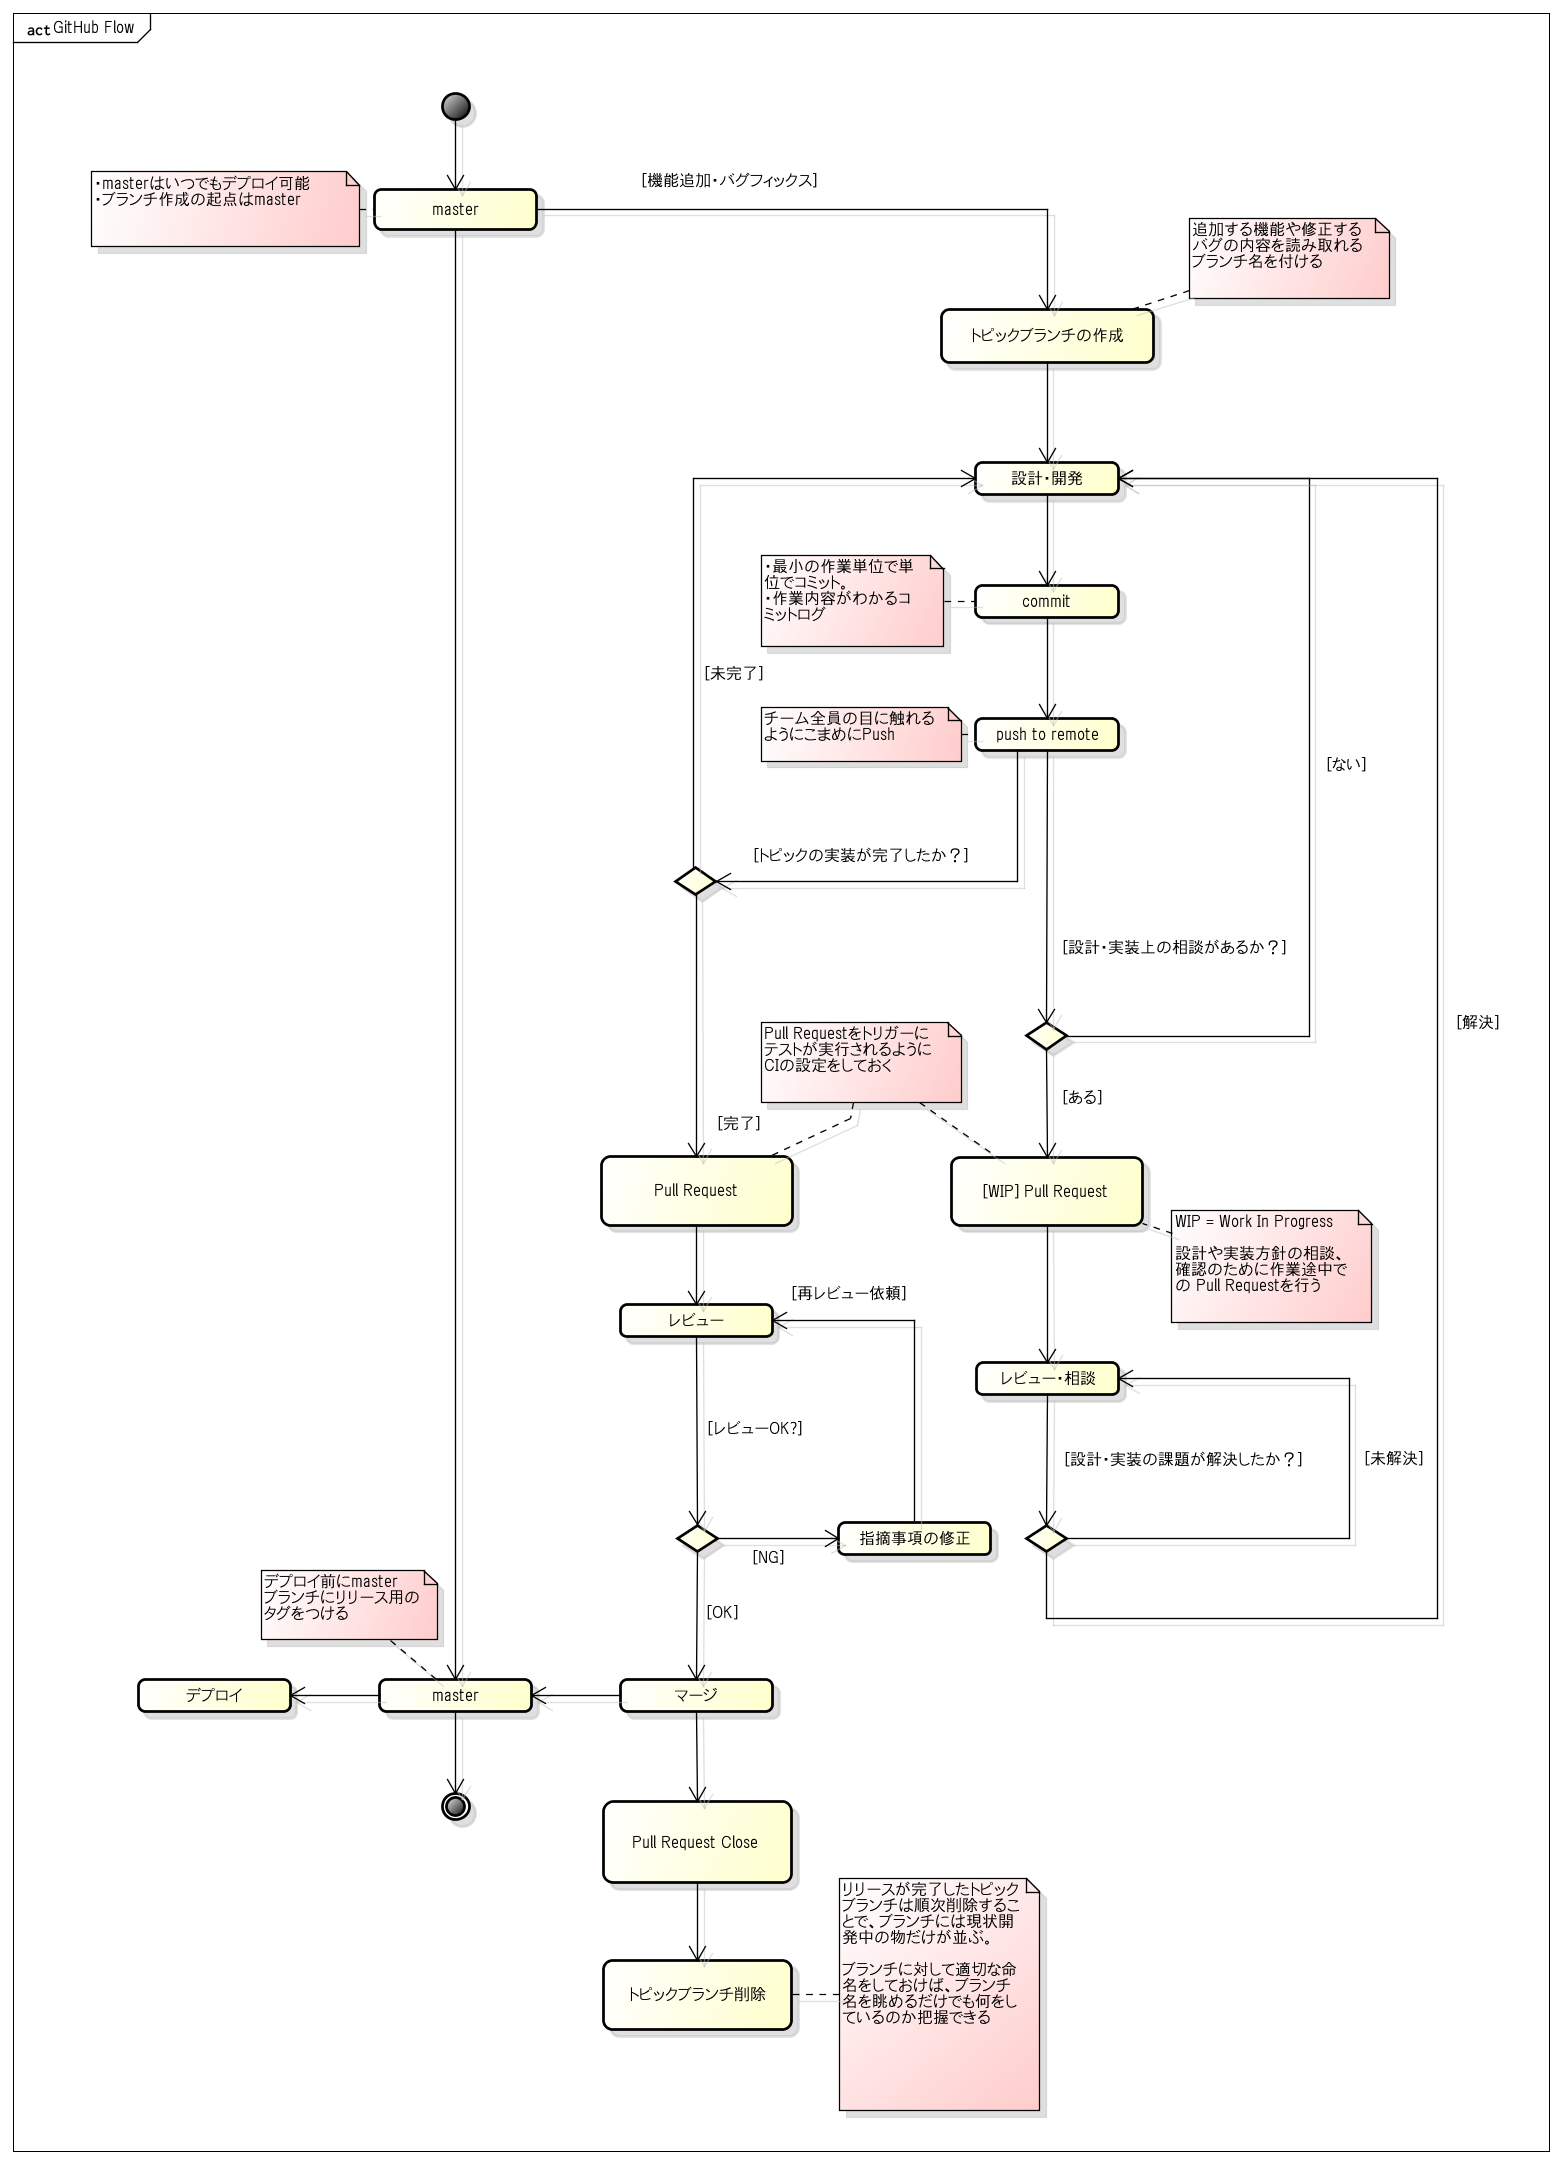 act GitHub Flow
・masterはいつでもデプロイ可能
・ブランチ作成の起点はmaster
master
[機能追加・バグフィックス]
追加する機能や修正する
バグの内容を読み取れる
ブランチ名を付ける
トピックブランチの作成
設計・開発
・最小の作業単位で単
位でコミット。
・作業内容がわかるコ
ミットログ
commit
[未完了]
チーム全員の目に触れる
ようにこまめにPush
push to remote
[ない]
[トピックの実装が完了したか？]
[設計・実装上の相談があるか？]
[解決]
Pull Requestをトリガーに
テストが実行されるように
CIの設定をしておく
[ある]
[完了]
Pull Request
[WIP] Pull Request
WIP = Work In Progress
設計や実装方針の相談、
確認のために作業途中で
の Pull Requestを行う
[再レビュー依頼]
レビュー
レビュー・相談
[レビューOK?]
[設計・実装の課題が解決したか？]
[未解決]
指摘事項の修正
[NG]
デプロイ前にmaster
ブランチにリリース用の
タグをつける
[OK]
デプロイ
master
マージ
Pull Request Close
リリースが完了したトピック
ブランチは順次削除するこ
とで、ブランチには現状開
発中の物だけが並ぶ。
ブランチに対して適切な命
名をしておけば、ブランチ
名を眺めるだけでも何をし
ているのか把握できる
トピックブランチ削除